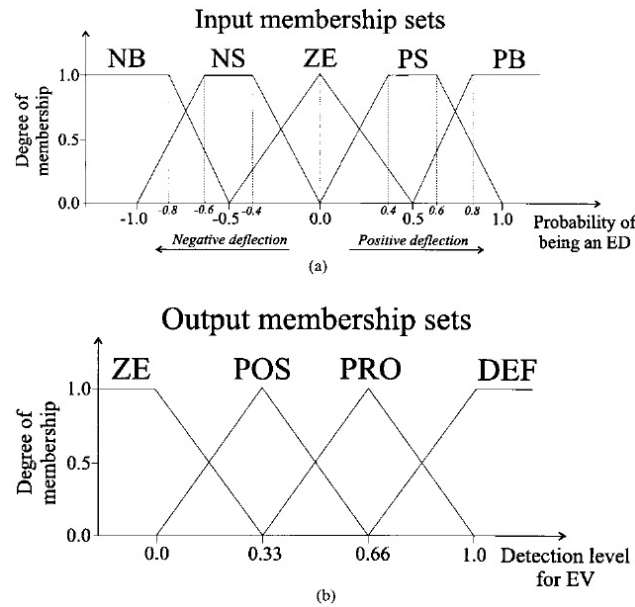 Input membership sets
NB NS ZE PS PB
Degree of
membership
1.0
0.5
0.0
-0.8 -0.6 -0.4 0.4 0.6 0.8
-1.0 -0.5 0.0 0.5 1.0
Probability of
being an ED
Negative deflection Positive deflection
(a)
Output membership sets
ZE POS PRO DEF
Degree of
membership
1.0
0.5
0.0
0.0 0.33 0.66 1.0
Detection level
for EV
(b)